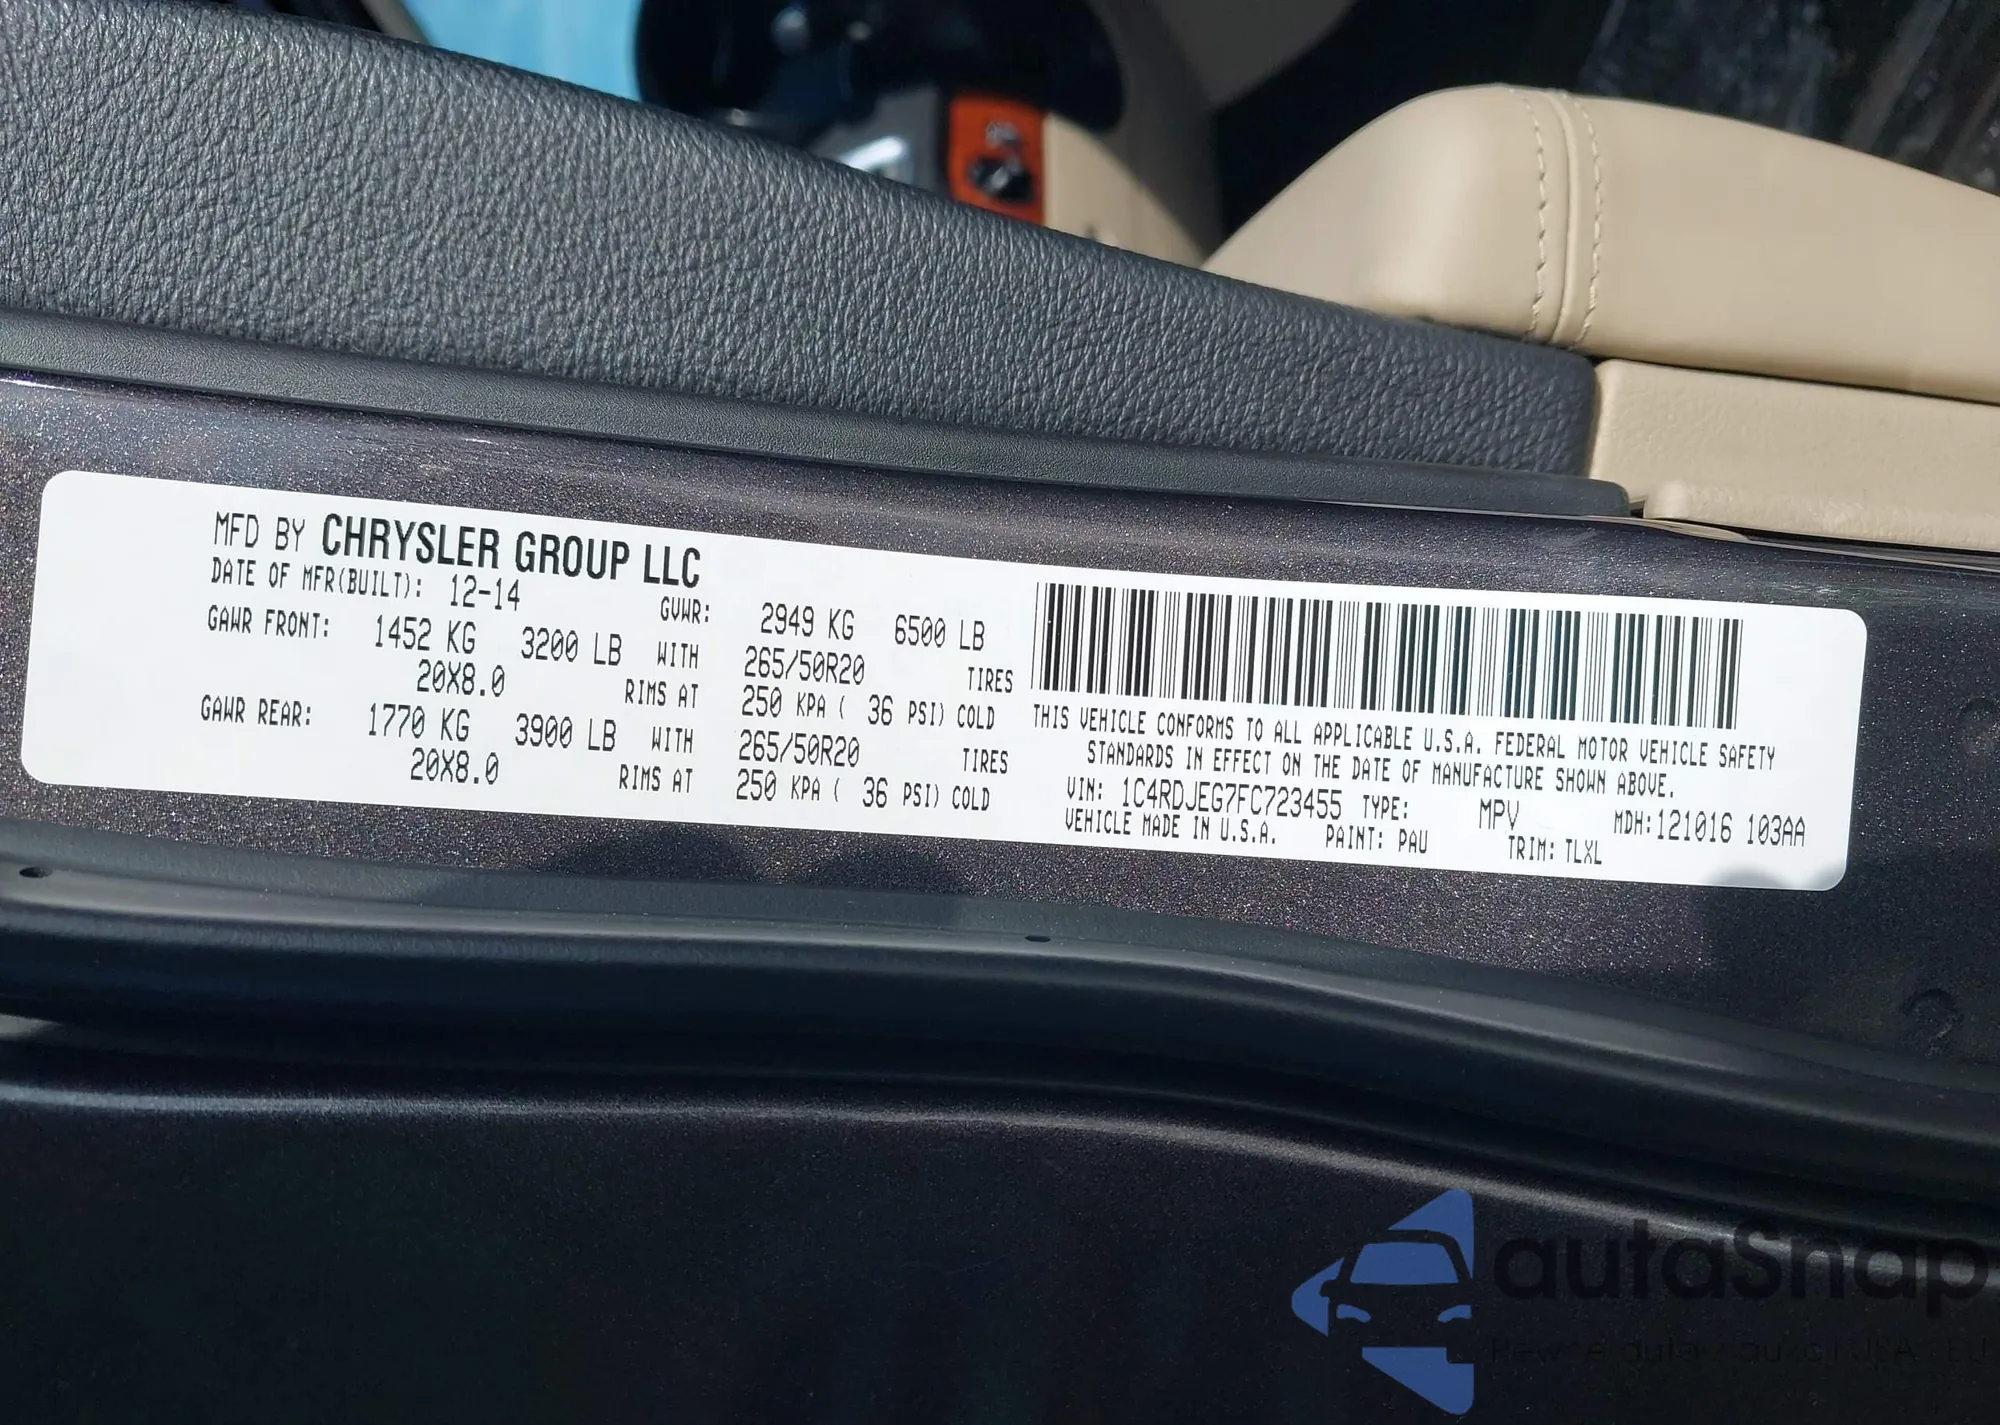 MFD BY CHRYSLER GROUP LLC
DATE OF MFR(BUILT): 12-14 GVWR: 2949 KG 6500 LB
GAWR FRONT: 1452 KG 3200 LB WITH 265/50R20 TIRES
20X8.0 RIMS AT 250 KPA ( 36 PSI) COLD
GAWR REAR: 1770 KG 3900 LB WITH 265/50R20 TIRES
20X8.0 RIMS AT 250 KPA ( 36 PSI) COLD
THIS VEHICLE CONFORMS TO ALL APPLICABLE U.S.A. FEDERAL MOTOR VEHICLE SAFETY
STANDARDS IN EFFECT ON THE DATE OF MANUFACTURE SHOWN ABOVE.
VIN: 1C4RDJEG7FC723455 TYPE: MPV MDH:121016 103AA
VEHICLE MADE IN U.S.A. PAINT: PAU TRIM: TLXL
autaSnap